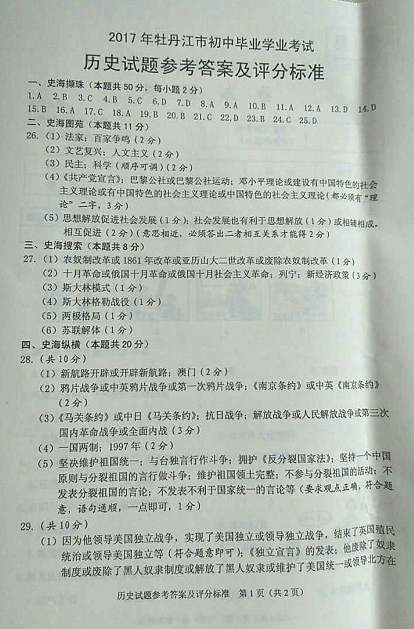 2017 年牡丹江市初中毕业学业考试
历史试题参考答案及评分标准
一、史海撷珠（本题共 50 分，每小题 2 分）
1. A 2. B 3. C 4. C 5. B 6. D 7. D 8. B 9. A 10. B 11. A 12. A 13. D 14. D
15. B 16. A 17. C 18. A 19. B 20. B 21. C 22. D 23. B 24. C 25. D
二、史海图苑（本题共 11 分）
26.（1）法家；百家争鸣（2 分）
（2）文艺复兴；人文主义（2 分）
（3）民主；科学（顺序可调）（2 分）
（4）《共产党宣言》；巴黎公社或巴黎公社运动；邓小平理论或建设有中国特色的社会
主义理论或有中国特色的社会主义理论或中国特色的社会主义理论（都必须有“理
论”二字，3 分）
（5）思想解放促进社会发展（1 分）；社会发展也有利于思想解放（1 分）或相辅相成，
相互促进（2 分）（意思相近，必须答出二者相互关系才能得 2 分）
三、史海搜索（本题共 8 分）
27.（1）农奴制改革或 1861 年改革或亚历山大二世改革或废除农奴制改革（1 分）
（2）十月革命或俄国十月革命或俄国十月社会主义革命；列宁；新经济政策（3 分）
（3）斯大林模式（1 分）
（4）斯大林格勒战役（1 分）
（5）两极格局（1 分）
（6）苏联解体（1 分）
四、史海纵横（本题共 20 分）
28.（共 10 分）
（1）新航路开辟或开辟新航路；澳门（2 分）
（2）鸦片战争或中英鸦片战争或第一次鸦片战争；《南京条约》或中英《南京条约》
（2 分）
（3）《马关条约》或中日《马关条约》；抗日战争；解放战争或人民解放战争或第三次
国内革命战争或全面内战（3 分）
（4）一国两制；1997 年（2 分）
（5）坚决维护祖国统一；与台独言行作斗争；拥护《反分裂国家法》；坚持一个中国
原则与分裂祖国的言行做斗争；维护祖国领土完整；不参与分裂祖国的活动；不
发表分裂祖国的言论；不发表不利于国家统一的言论等（要求观点正确，符合题
意，语句通顺，一点即可，1 分）
29.（共 10 分）
（1）因为他领导美国独立战争，实现了美国独立或领导美国独立战争，结束了英国殖民
统治或领导美国独立等（符合题意即可）；《独立宣言》的发表；他废除了奴隶
制度或废除了黑人奴隶制度或解放了黑人奴隶或维护了美国统一或领导北方在
历史试题参考答案及评分标准 第 1 页（共 2 页）